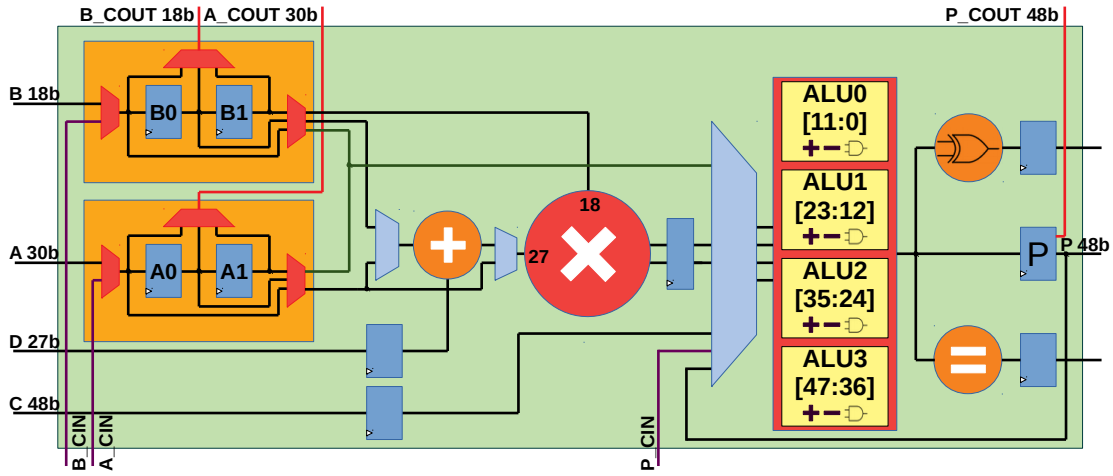 B_COUT 18b A_COUT 30b P_COUT 48b
B 18b
B0 B1
A 30b
A0 A1
D 27b
C 48b
B_CIN
A_CIN
P_CIN
18
27
ALU0
[11:0]
ALU1
[23:12]
ALU2
[35:24]
ALU3
[47:36]
P
P 48b